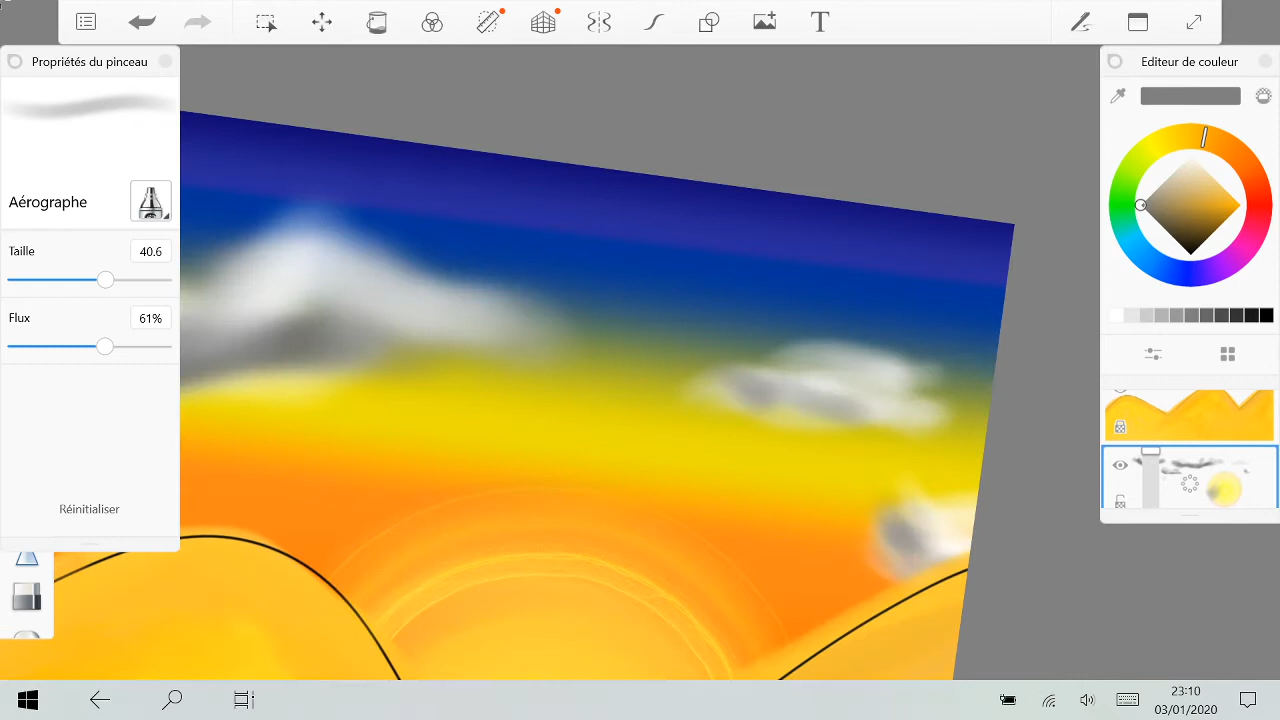 T
Propriétés du pinceau
Editeur de couleur
Aérographe
Taille
40.6
Flux
61%
Réinitialiser
23:10
03/01/2020